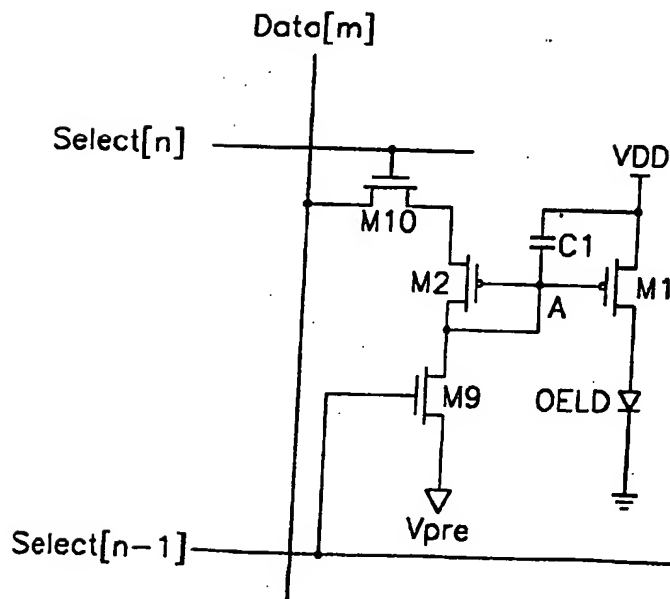 Data[m]
Select[n]
VDD
M10
C1
M2
M1
A
M9
OELD
Vpre
Select[n-1]